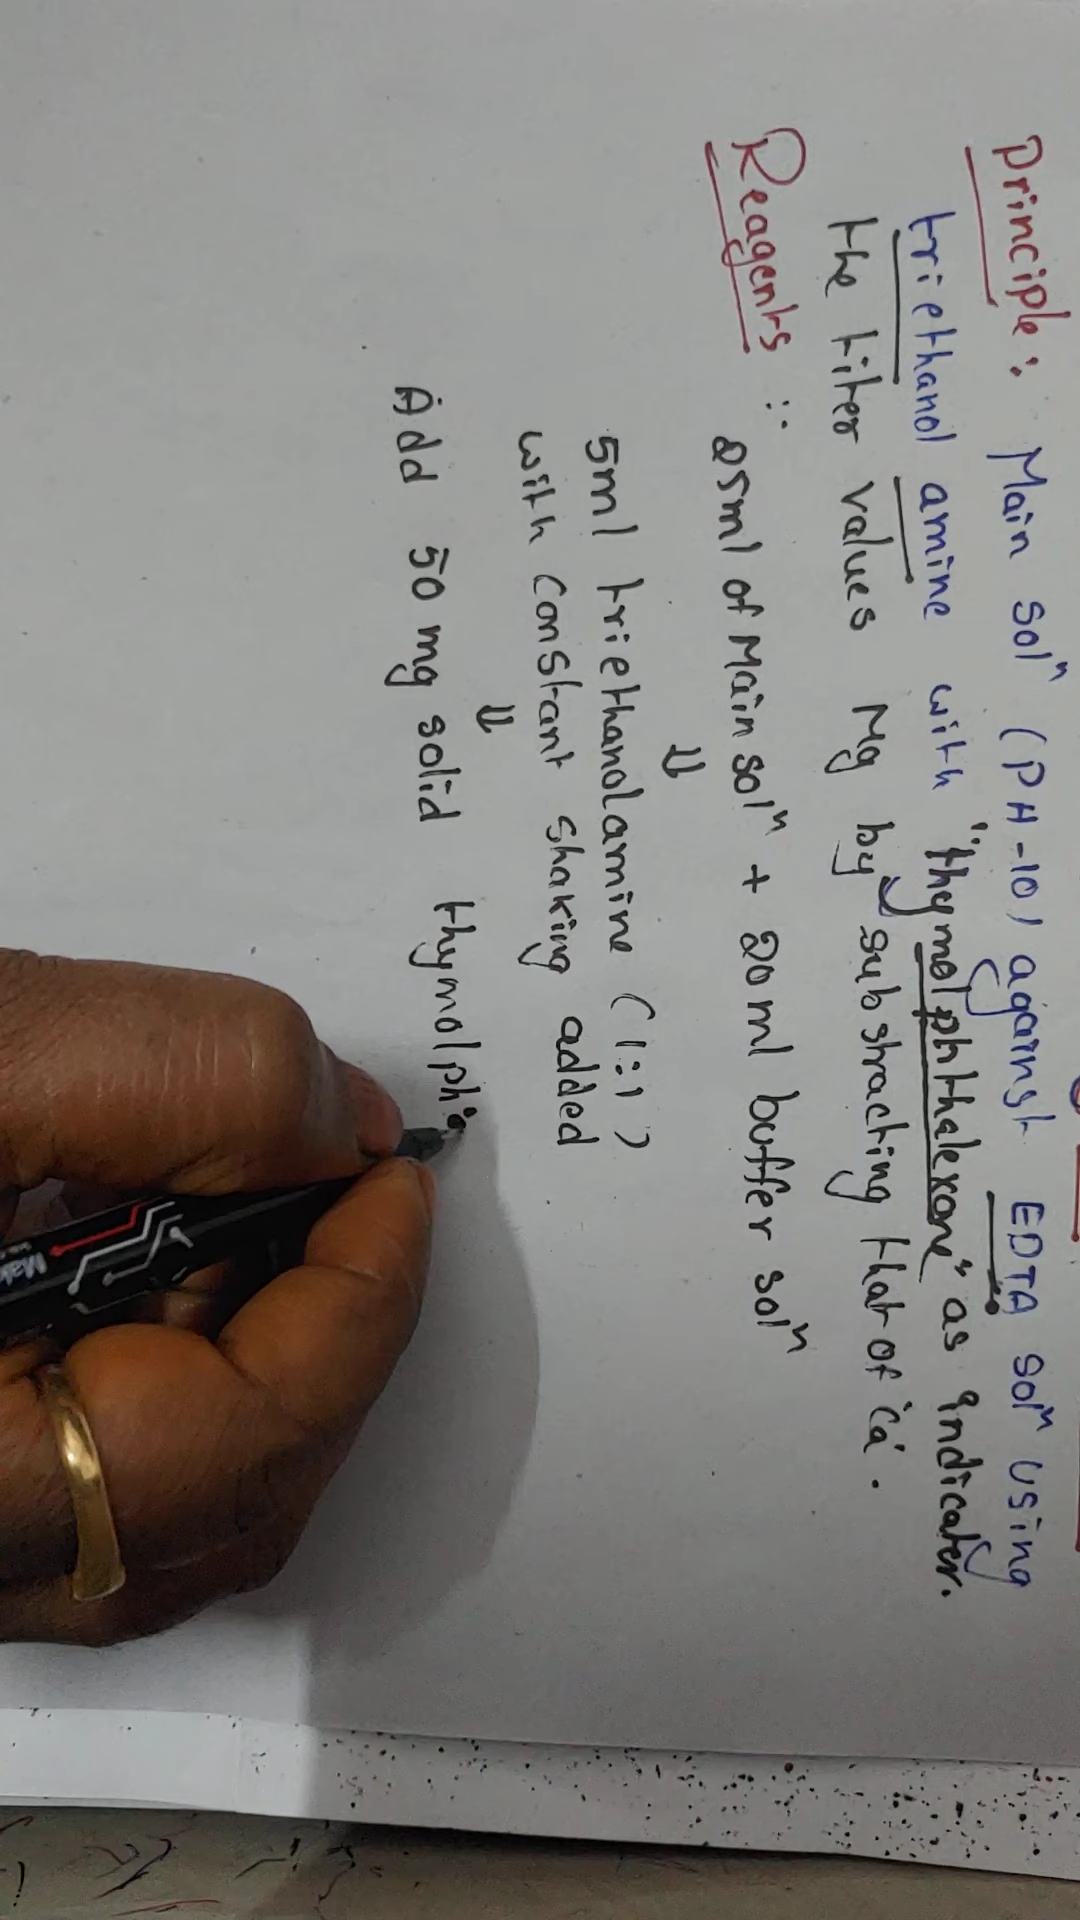 Principle: Main solⁿ (PH-10) against EDTA solⁿ using
triethanol amine with "thymolphthalexone" as indicater.
the titer values Mg by substracting that of 'Ca'.
Reagents :
25ml of Main solⁿ + 20ml buffer solⁿ
⇓
5ml triethanolamine (1:1)
with constant shaking added
⇓
Add 50 mg solid thymolph